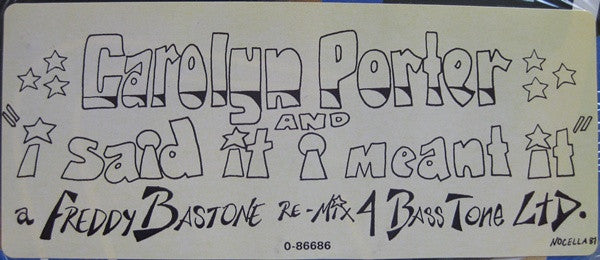 Carolyn Porter
AND
"i said it i meant it"
a FREDDY BASTONE RE-Mix 4 BASS TONE LTD.
0-86686
NOCELLA 87